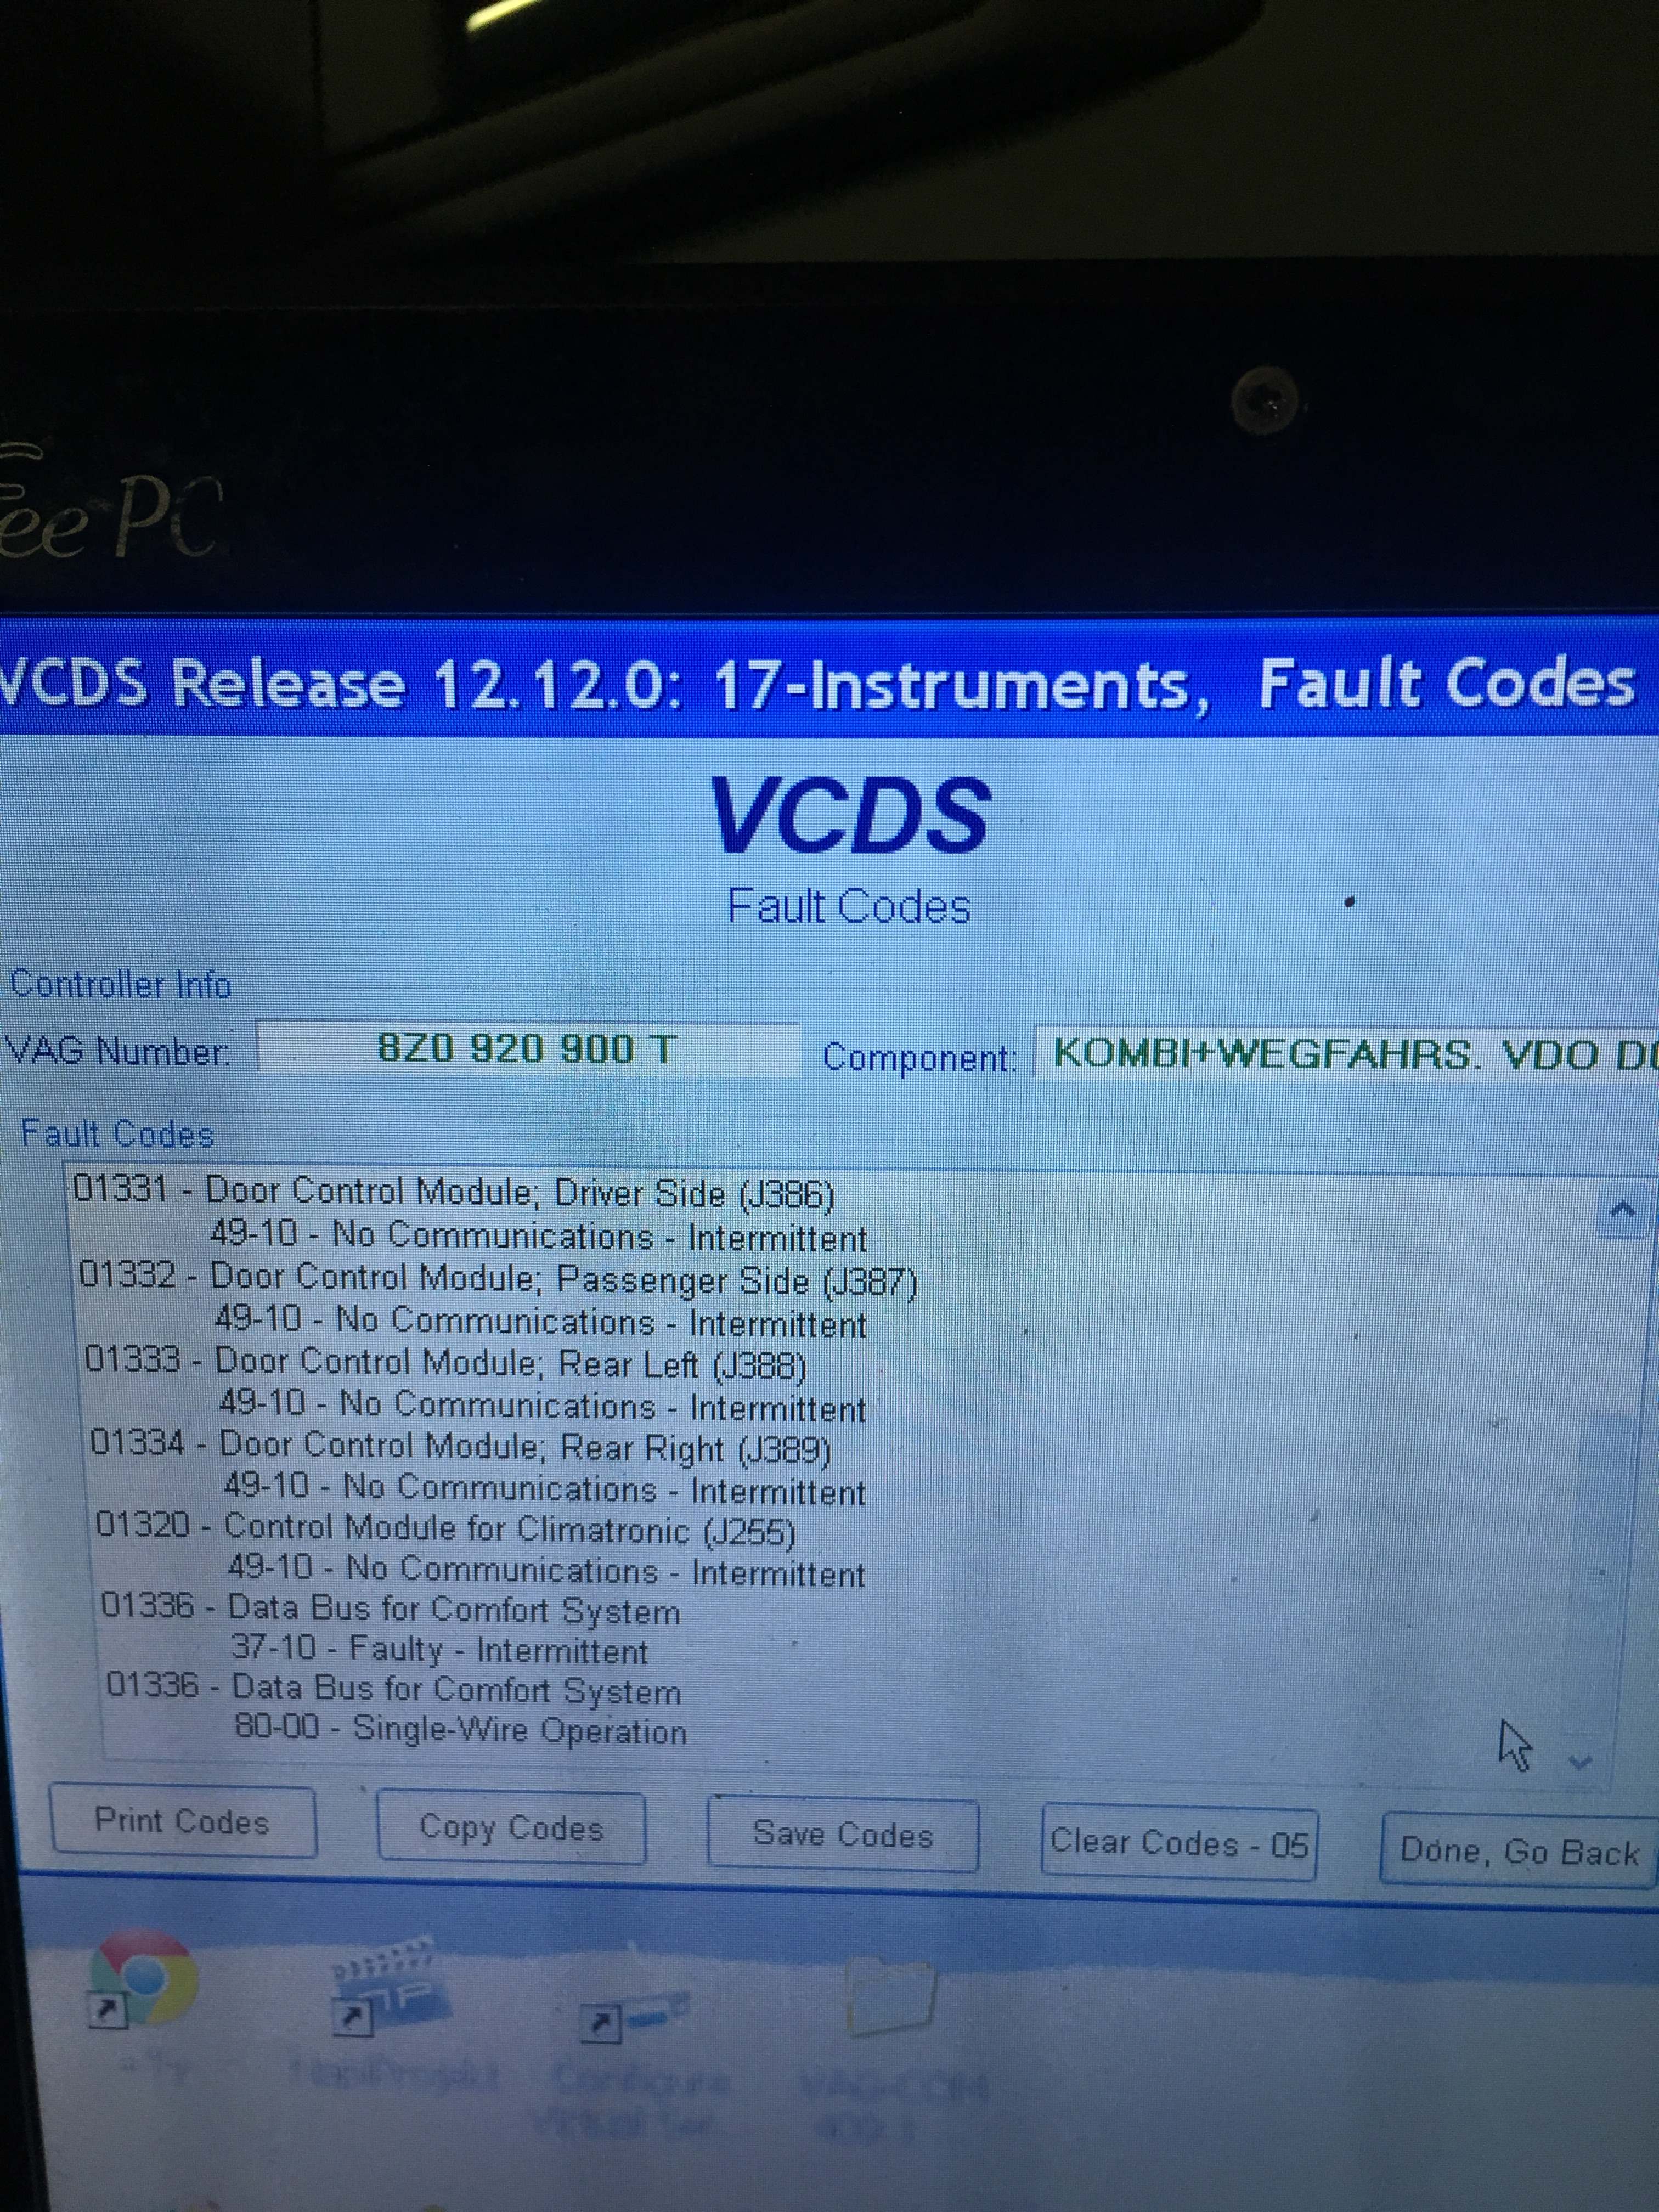 ee PC
VCDS Release 12.12.0: 17-Instruments, Fault Codes
VCDS
Fault Codes
Controller Info
VAG Number: 8Z0 920 900 T Component: KOMBI+WEGFAHRS. VDO
Fault Codes
01331 - Door Control Module; Driver Side (J386)
49-10 - No Communications - Intermittent
01332 - Door Control Module; Passenger Side (J387)
49-10 - No Communications - Intermittent
01333 - Door Control Module; Rear Left (J388)
49-10 - No Communications - Intermittent
01334 - Door Control Module; Rear Right (J389)
49-10 - No Communications - Intermittent
01320 - Control Module for Climatronic (J255)
49-10 - No Communications - Intermittent
01336 - Data Bus for Comfort System
37-10 - Faulty - Intermittent
01336 - Data Bus for Comfort System
80-00 - Single-Wire Operation
Print Codes Copy Codes Save Codes Clear Codes - 05 Done, Go Back
Configure VAG-COM